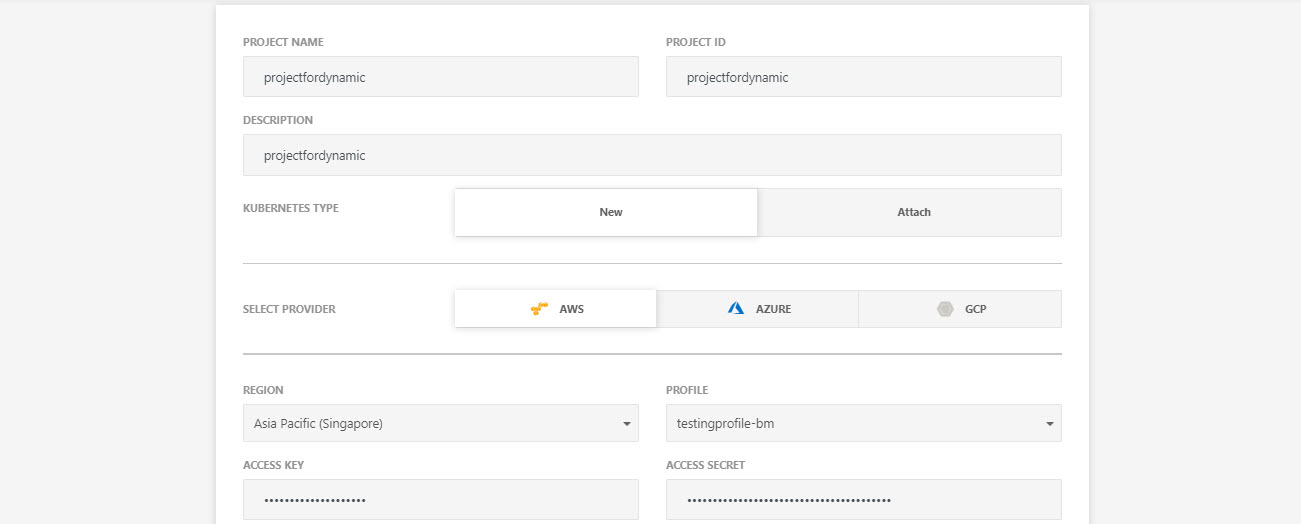 PROJECT NAME PROJECT ID
projectfordynamic projectfordynamic
DESCRIPTION
projectfordynamic
KUBERNETES TYPE New Attach
SELECT PROVIDER AWS AZURE GCP
REGION PROFILE
Asia Pacific (Singapore) testingprofile-bm
ACCESS KEY ACCESS SECRET
•••••••••••••••••••• ••••••••••••••••••••••••••••••••••••••••